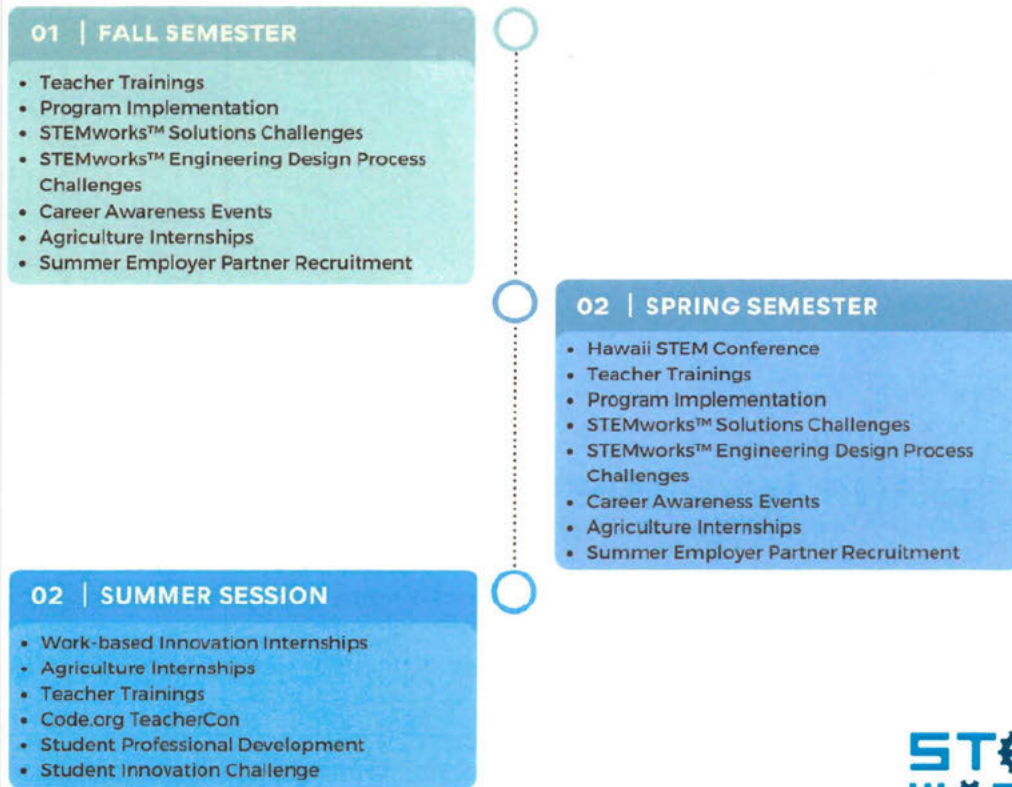 01 | FALL SEMESTER
• Teacher Trainings
• Program Implementation
• STEMworks™ Solutions Challenges
• STEMworks™ Engineering Design Process
Challenges
• Career Awareness Events
• Agriculture Internships
• Summer Employer Partner Recruitment
02 | SPRING SEMESTER
• Hawaii STEM Conference
• Teacher Trainings
• Program Implementation
• STEMworks™ Solutions Challenges
• STEMworks™ Engineering Design Process
Challenges
• Career Awareness Events
• Agriculture Internships
• Summer Employer Partner Recruitment
02 | SUMMER SESSION
• Work-based Innovation Internships
• Agriculture Internships
• Teacher Trainings
• Code.org TeacherCon
• Student Professional Development
• Student Innovation Challenge